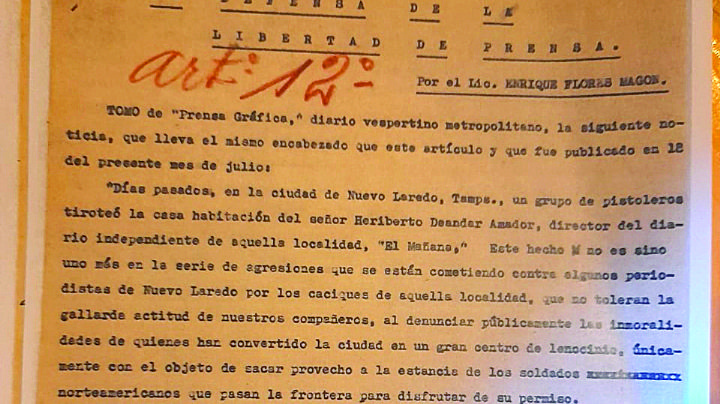 DEFENSA DE LA
LIBERTAD DE PRENSA.
art.° 12°-
Por el Lic. ENRIQUE FLORES MAGON.
TOMO de "Prensa Gráfica," diario vespertino metropolitano, la siguiente no-
ticia, que lleva el mismo encabezado que este artículo y que fue publicado en 12
del presente mes de julio:
"Días pasados, en la ciudad de Nuevo Laredo, Tamps., un grupo de pistoleros
tiroteó la casa habitación del señor Heriberto Deandar Amador, director del dia-
rio independiente de aquella localidad, "El Mañana," Este hecho no es sino
uno más en la serie de agresiones que se están cometiendo contra algunos perio-
distas de Nuevo Laredo por los caciques de aquella localidad, que no toleran la
gallarda actitud de nuestros compañeros, al denunciar públicamente las inmorali-
dades de quienes han convertido la ciudad en un gran centro de lenocinio, única-
mente con el objeto de sacar provecho a la estancia de los soldados
norteamericanos que pasan la frontera para disfrutar de su permiso.